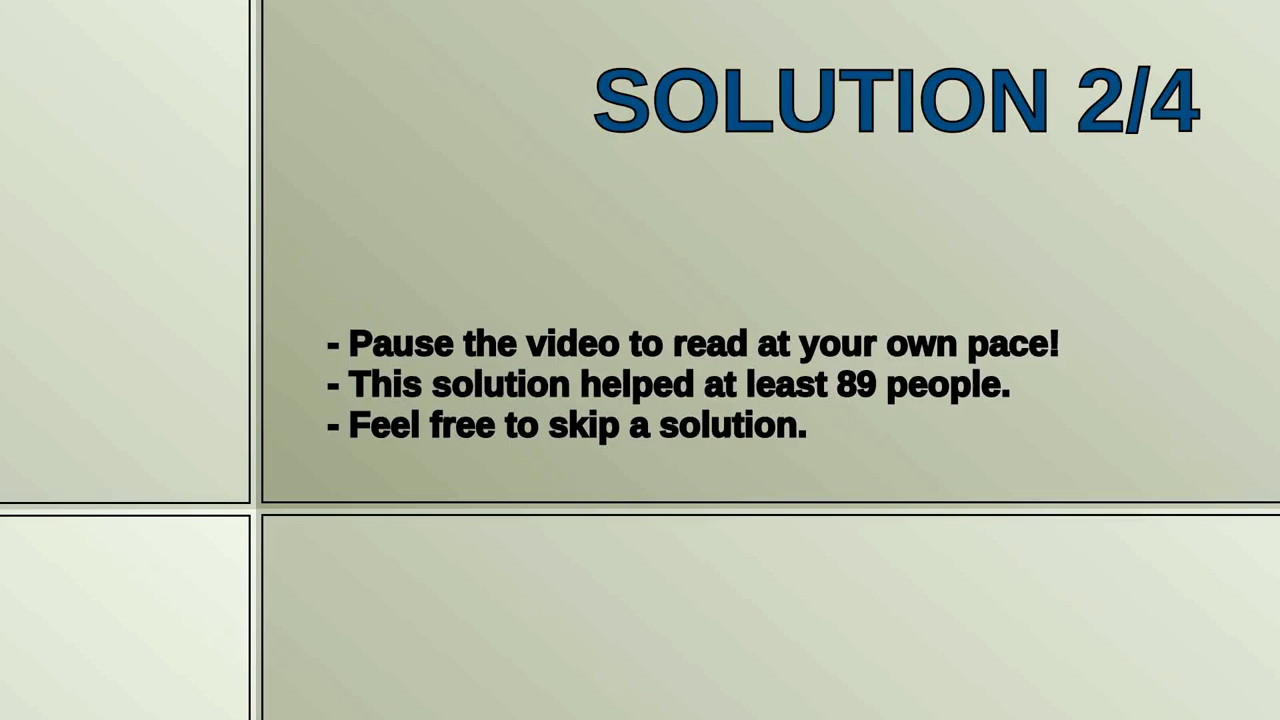 SOLUTION 2/4
- Pause the video to read at your own pace!
- This solution helped at least 89 people.
- Feel free to skip a solution.